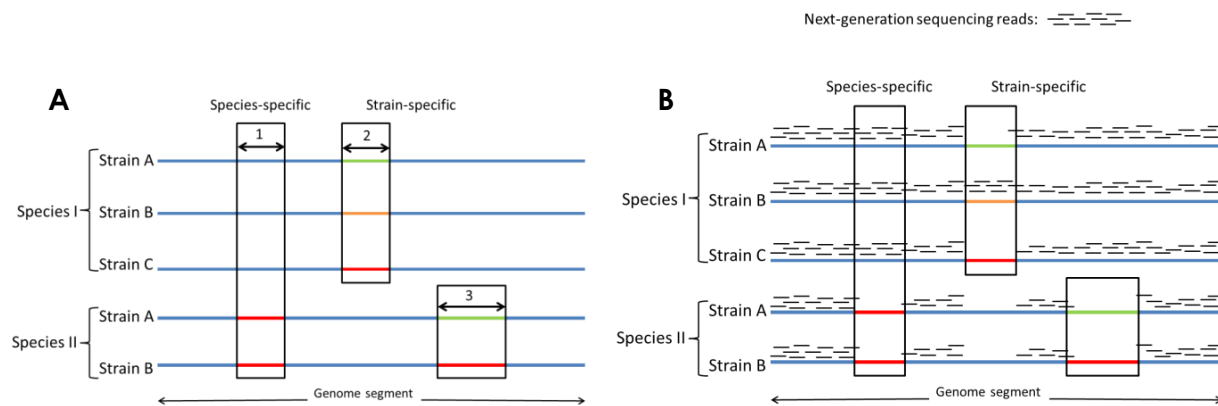 Next-generation sequencing reads:
A
Species-specific
Strain-specific
1
2
Strain A
Species I
Strain B
Strain C
3
Strain A
Species II
Strain B
Genome segment
B
Species-specific
Strain-specific
Strain A
Species I
Strain B
Strain C
Strain A
Species II
Strain B
Genome segment